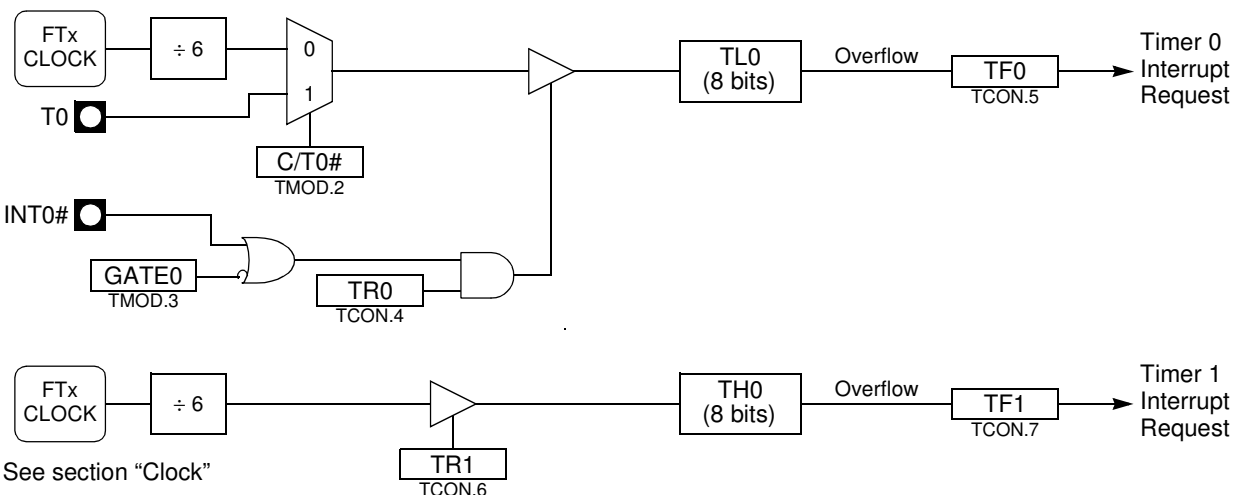 FTx
CLOCK
÷ 6
0
1
T0
C/T0#
TMOD.2
TL0
(8 bits)
Overflow
TF0
TCON.5
Timer 0
Interrupt
Request
INT0#
GATE0
TMOD.3
TR0
TCON.4
FTx
CLOCK
÷ 6
TR1
TCON.6
TH0
(8 bits)
Overflow
TF1
TCON.7
Timer 1
Interrupt
Request
See section “Clock”